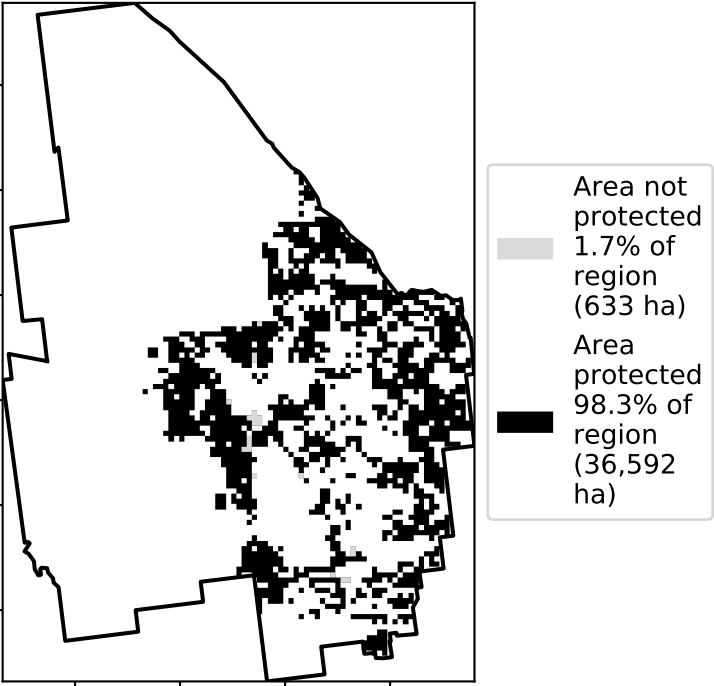 Area not
protected
1.7% of
region
(633 ha)
Area
protected
98.3% of
region
(36,592
ha)